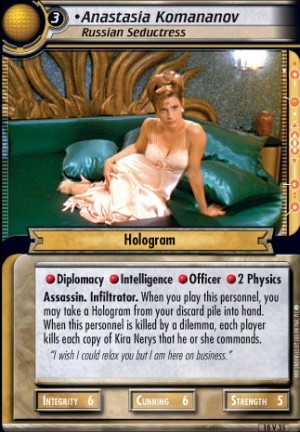 3 •Anastasia Komananov
Russian Seductress
Hologram
•Diplomacy •Intelligence •Officer •2 Physics
Assassin. Infiltrator. When you play this personnel, you
may take a Hologram from your discard pile into hand.
When this personnel is killed by a dilemma, each player
kills each copy of Kira Nerys that he or she commands.
"I wish I could relax you but I am here on business."
INTEGRITY 6 CUNNING 6 STRENGTH 5
18 V 35